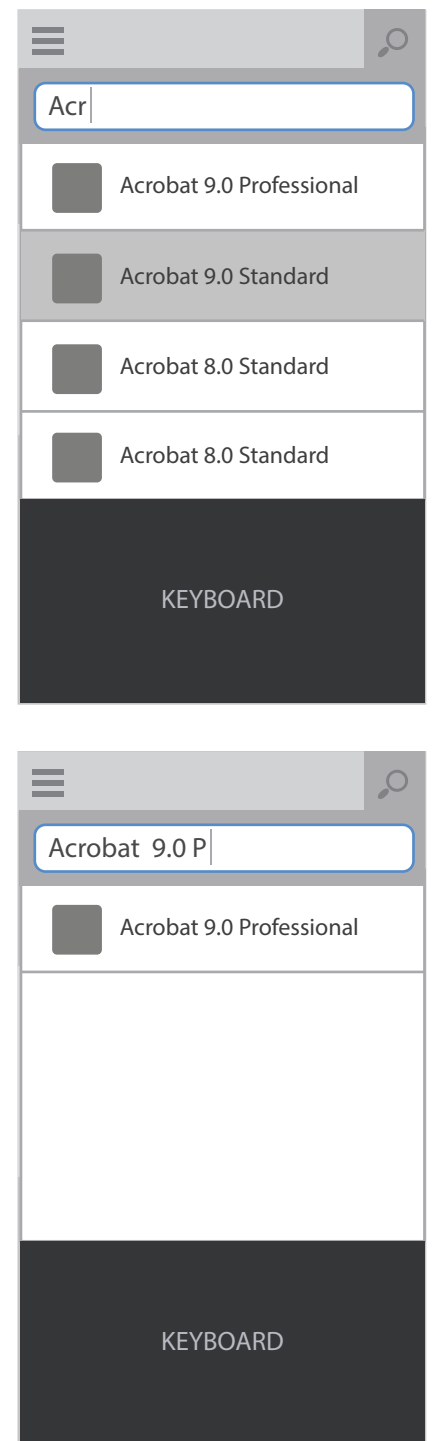 Acr
Acrobat 9.0 Professional
Acrobat 9.0 Standard
Acrobat 8.0 Standard
Acrobat 8.0 Standard
KEYBOARD
Acrobat  9.0 P
Acrobat 9.0 Professional
KEYBOARD